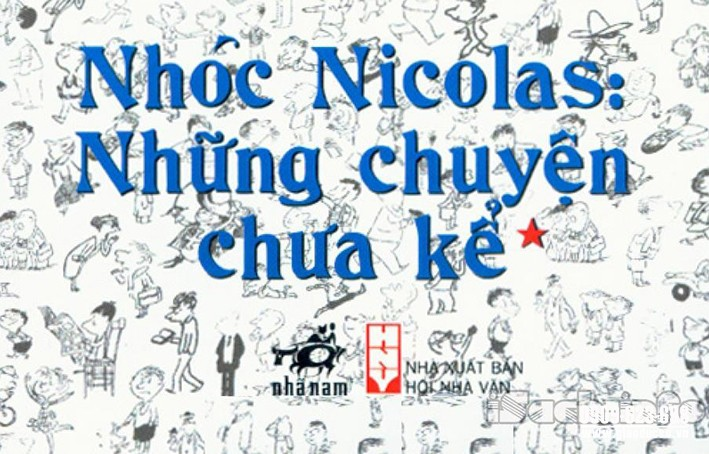 Nhóc Nicolas:
Những chuyện
chưa kể
nhã nam
NHÀ XUẤT BẢN
HỘI NHÀ VĂN